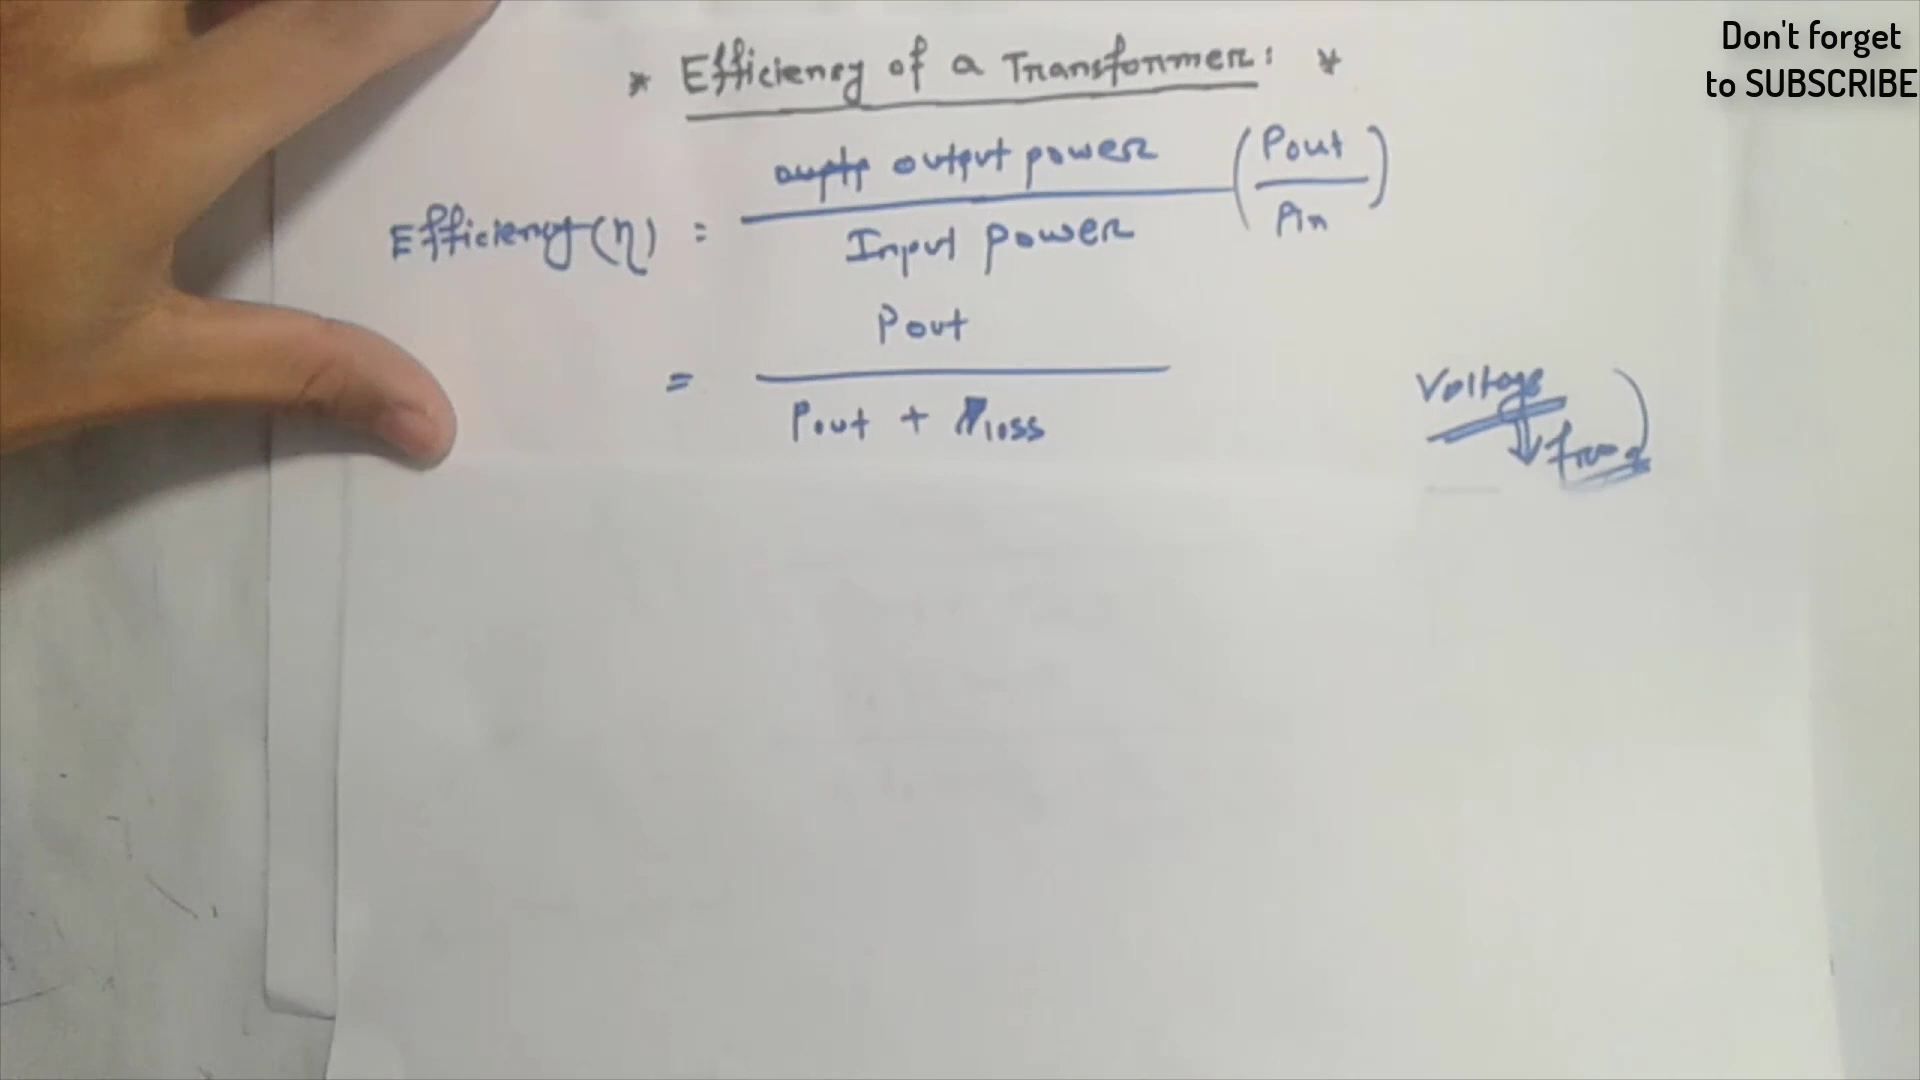 Don't forget
to SUBSCRIBE
* Efficiency of a Transformer: *
Efficiency (η) = output power / Input power (Pout / Pin)
= Pout / Pout + Ploss
Voltage